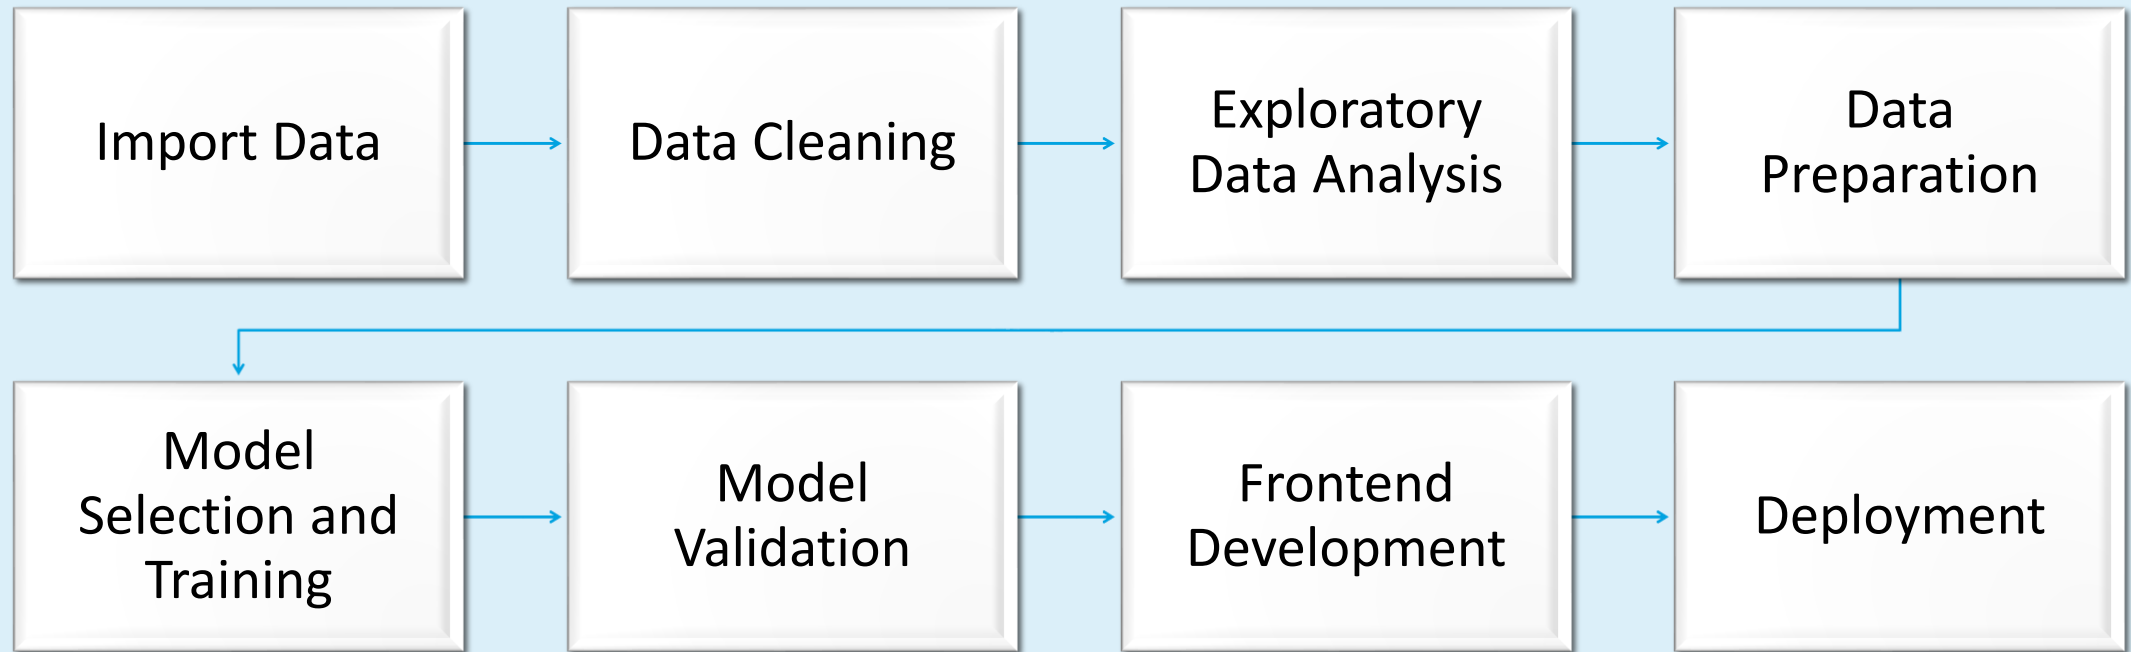 Import Data
Data Cleaning
Exploratory
Data Analysis
Data
Preparation
Model
Selection and
Training
Model
Validation
Frontend
Development
Deployment